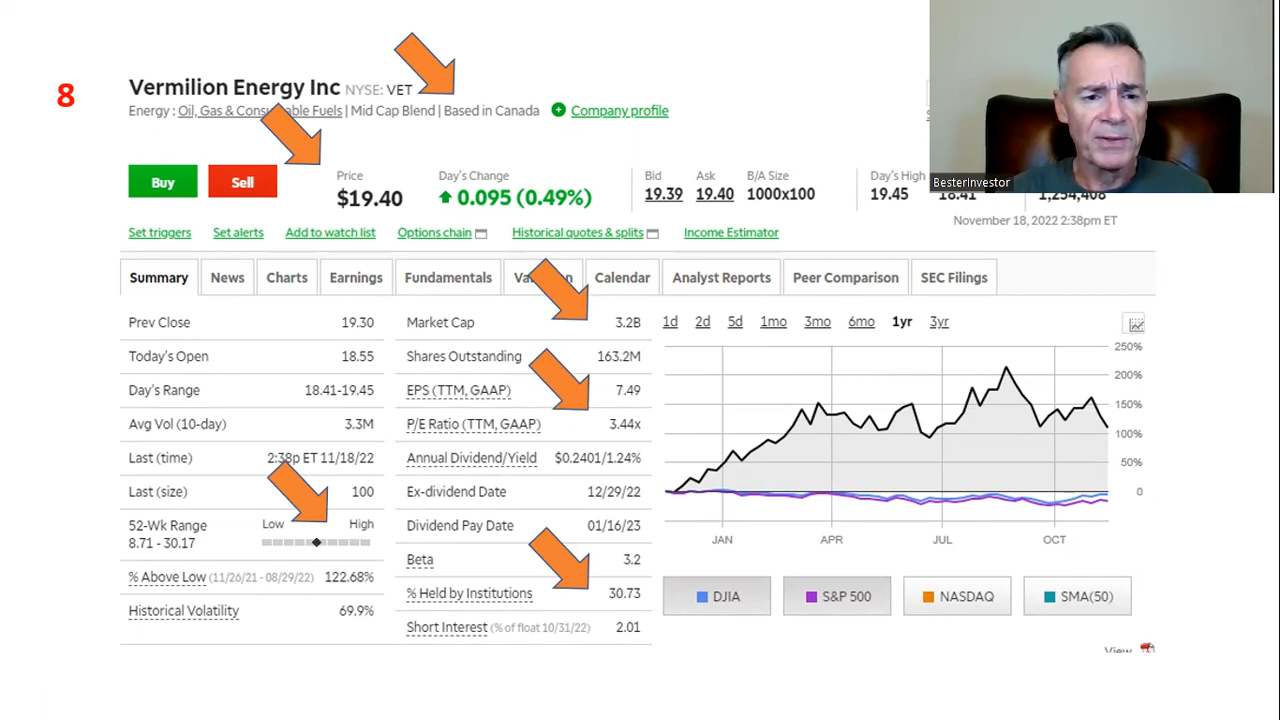 8
Vermilion Energy Inc NYSE: VET
Energy : Oil, Gas & Consumable Fuels | Mid Cap Blend | Based in Canada Company profile
BesterInvestor
Buy
Sell
Price
$19.40
Day's Change
0.095 (0.49%)
Bid
19.39
Ask
19.40
B/A Size
1000x100
Day's High
19.45
18.41
1,254,406
November 18, 2022 2:38pm ET
Set triggers
Set alerts
Add to watch list
Options chain
Historical quotes & splits
Income Estimator
Summary
News
Charts
Earnings
Fundamentals
Calendar
Analyst Reports
Peer Comparison
SEC Filings
Prev Close 19.30
Today's Open 18.55
Day's Range 18.41-19.45
Avg Vol (10-day) 3.3M
Last (time) 2:38p ET 11/18/22
Last (size) 100
52-Wk Range Low High
8.71 - 30.17
% Above Low (11/26/21 - 08/29/22) 122.68%
Historical Volatility 69.9%
Market Cap 3.2B
Shares Outstanding 163.2M
EPS (TTM, GAAP) 7.49
P/E Ratio (TTM, GAAP) 3.44x
Annual Dividend/Yield $0.2401/1.24%
Ex-dividend Date 12/29/22
Dividend Pay Date 01/16/23
Beta 3.2
% Held by Institutions 30.73
Short Interest (% of float 10/31/22) 2.01
1d 2d 5d 1mo 3mo 6mo 1yr 3yr
250%
200%
150%
100%
50%
0
JAN APR JUL OCT
DJIA
S&P 500
NASDAQ
SMA(50)
View